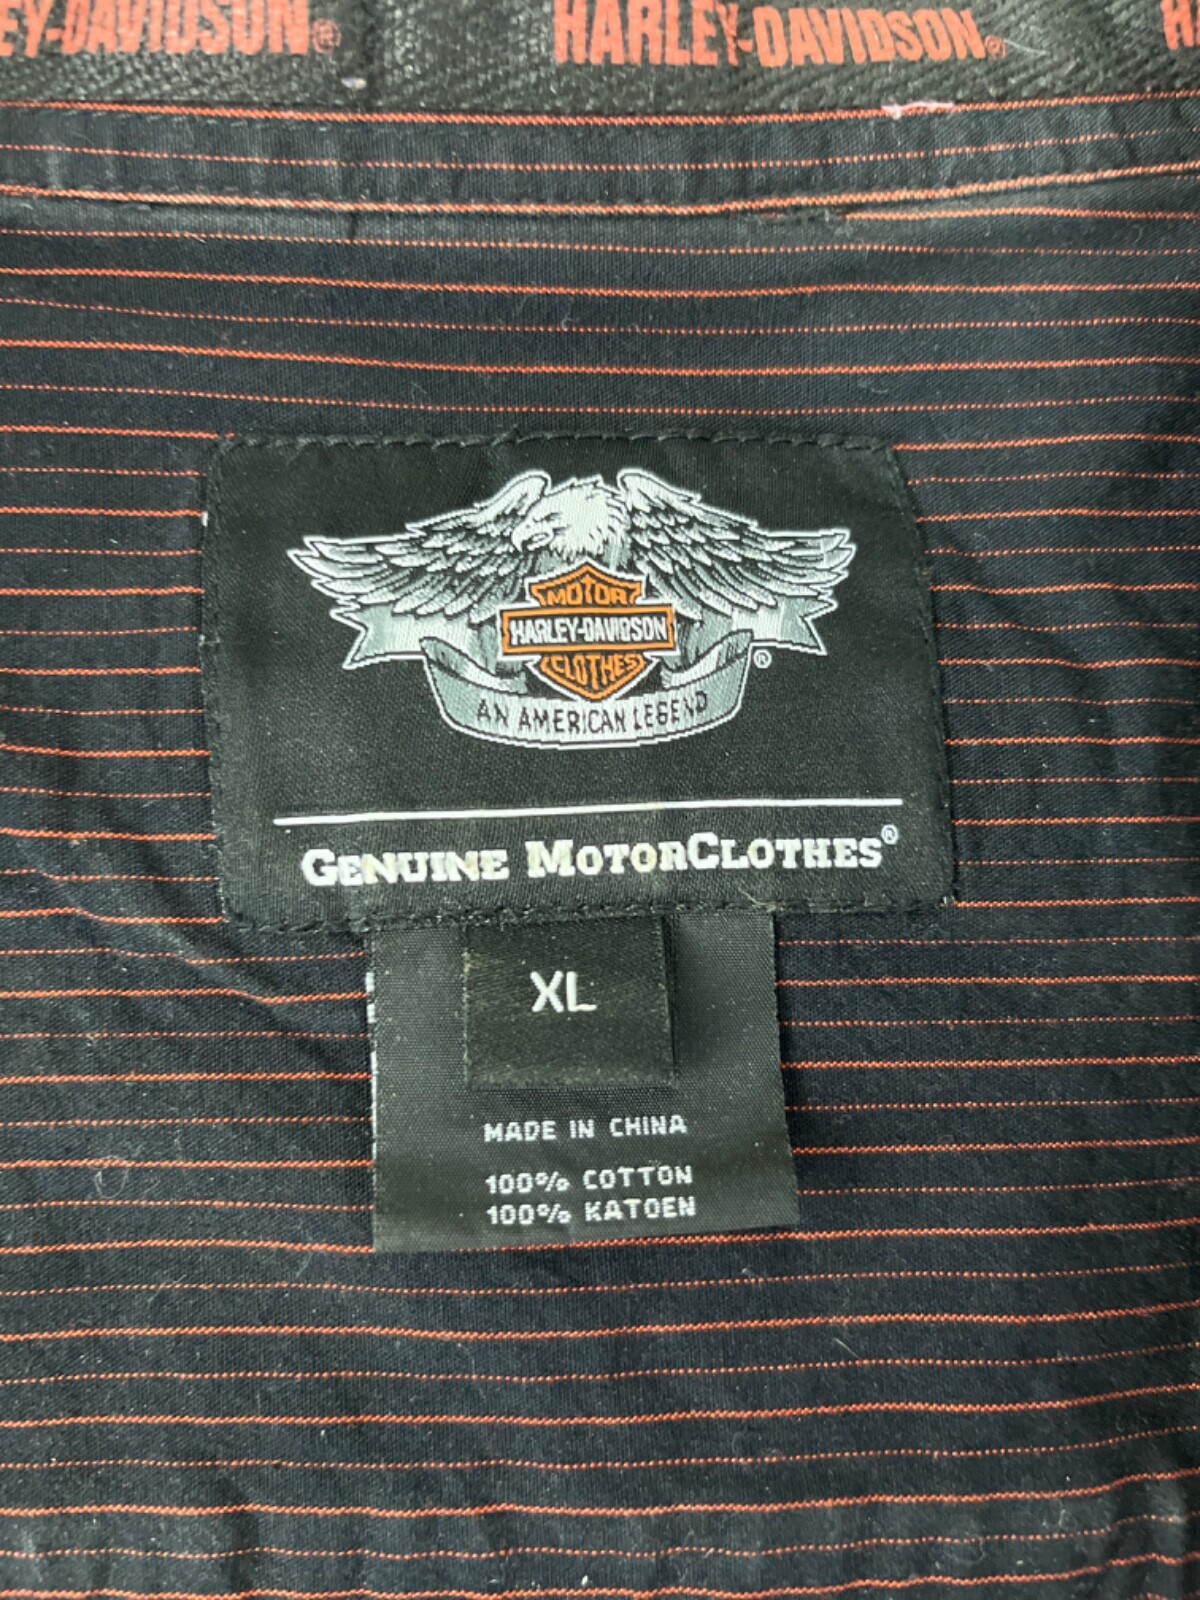 EY-DAVIDSON® HARLEY-DAVIDSON® H
MOTOR
HARLEY-DAVIDSON
CLOTHES
®
AN AMERICAN LEGEND
GENUINE MOTORCLOTHES®
XL
MADE IN CHINA
100% COTTON
100% KATOEN